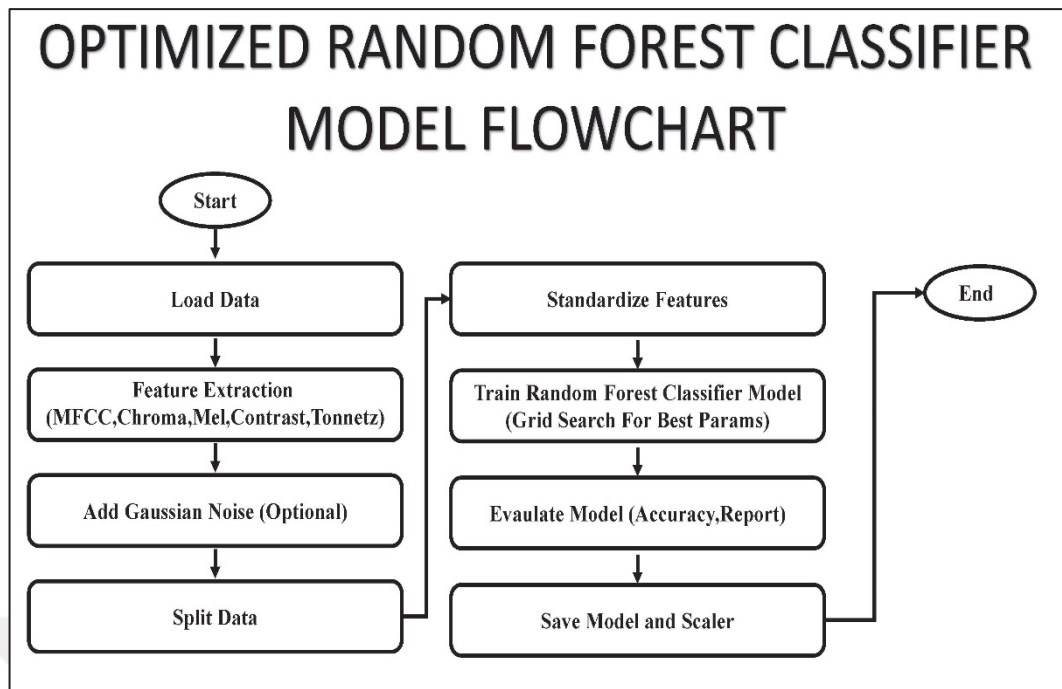 OPTIMIZED RANDOM FOREST CLASSIFIER
MODEL FLOWCHART
Start
Load Data
Feature Extraction
(MFCC,Chroma,Mel,Contrast,Tonnetz)
Add Gaussian Noise (Optional)
Split Data
Standardize Features
Train Random Forest Classifier Model
(Grid Search For Best Params)
Evaulate Model (Accuracy,Report)
Save Model and Scaler
End